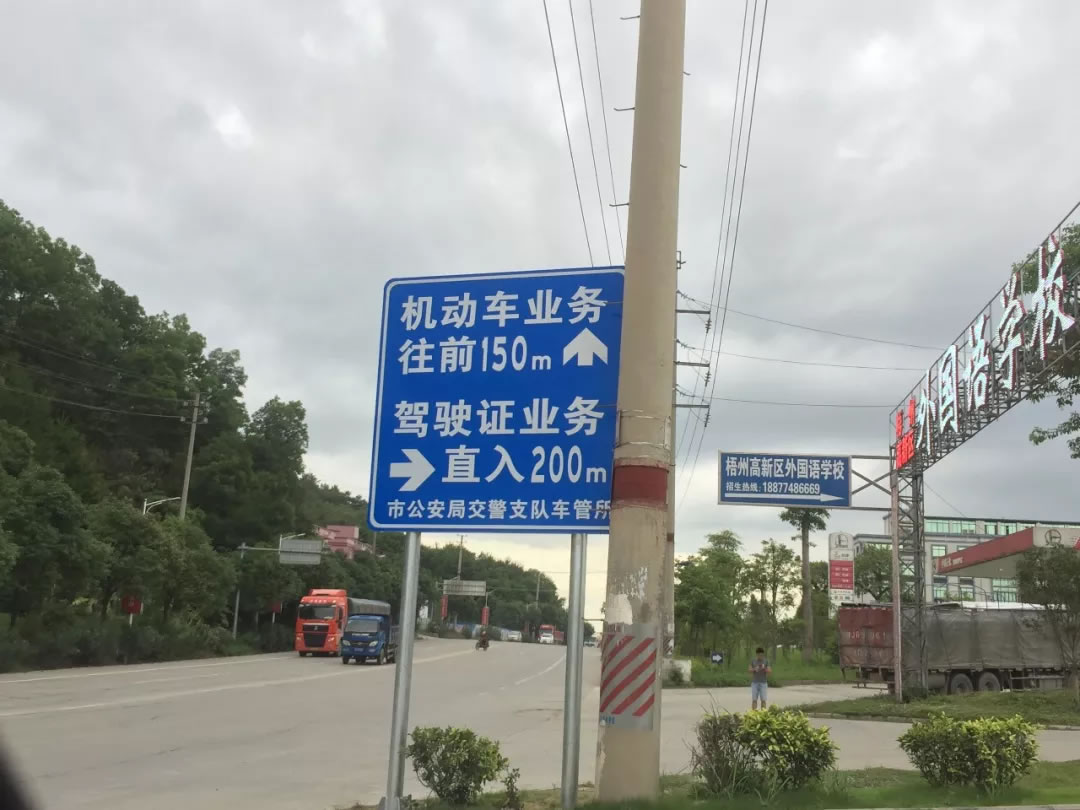 机动车业务
往前150m
驾驶证业务
直入200m
市公安局交警支队车管所
梧州高新区外国语学校
招生热线：18877486669
外国语学校